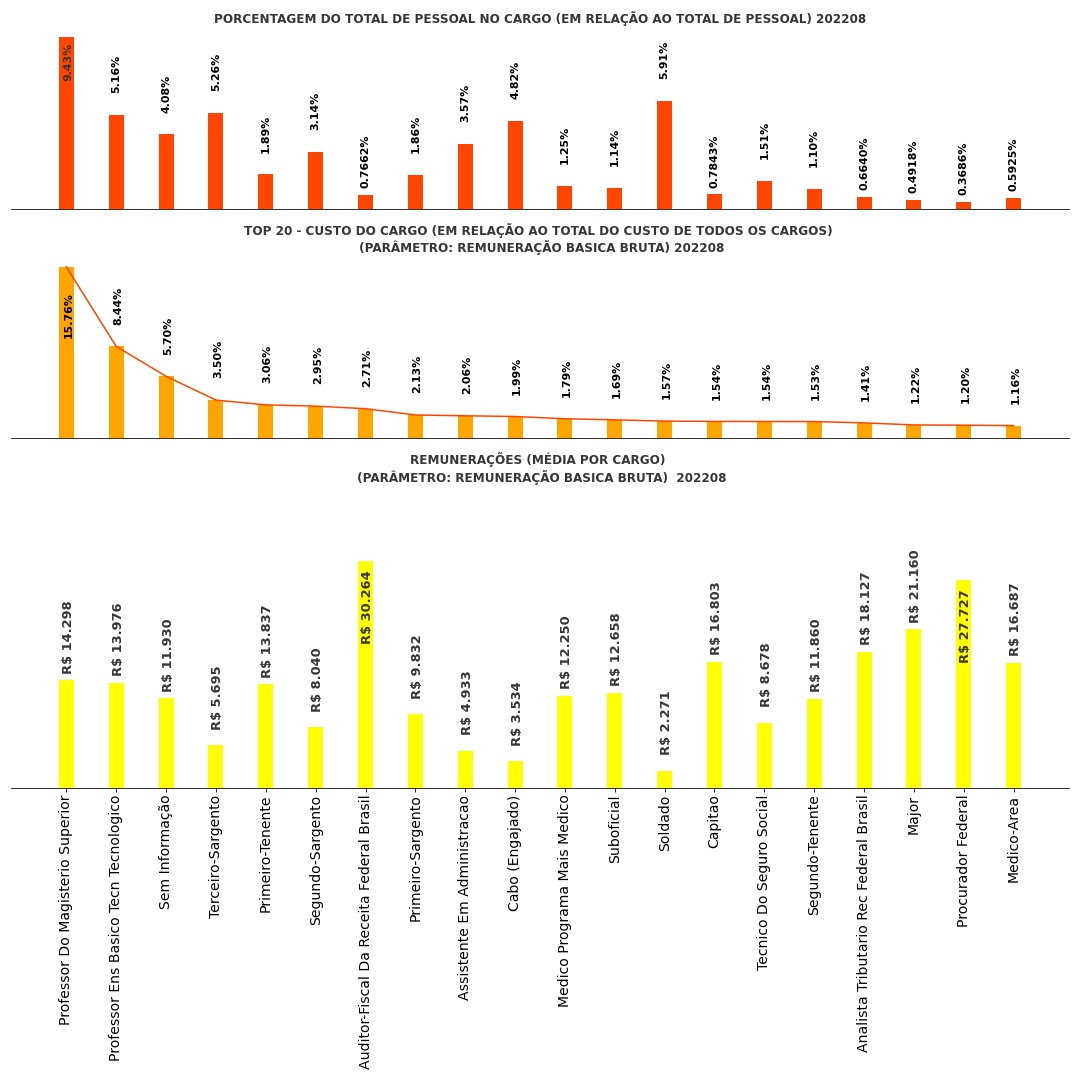 PORCENTAGEM DO TOTAL DE PESSOAL NO CARGO (EM RELAÇÃO AO TOTAL DE PESSOAL) 202208
9.43%
5.16%
4.08%
5.26%
1.89%
3.14%
0.7662%
1.86%
3.57%
4.82%
1.25%
1.14%
5.91%
0.7843%
1.51%
1.10%
0.6640%
0.4918%
0.3686%
0.5925%
TOP 20 - CUSTO DO CARGO (EM RELAÇÃO AO TOTAL DO CUSTO DE TODOS OS CARGOS)
(PARÂMETRO: REMUNERAÇÃO BASICA BRUTA) 202208
15.76%
8.44%
5.70%
3.50%
3.06%
2.95%
2.71%
2.13%
2.06%
1.99%
1.79%
1.69%
1.57%
1.54%
1.54%
1.53%
1.41%
1.22%
1.20%
1.16%
REMUNERAÇÕES (MÉDIA POR CARGO)
(PARÂMETRO: REMUNERAÇÃO BASICA BRUTA)  202208
R$ 14.298
R$ 13.976
R$ 11.930
R$ 5.695
R$ 13.837
R$ 8.040
R$ 30.264
R$ 9.832
R$ 4.933
R$ 3.534
R$ 12.250
R$ 12.658
R$ 2.271
R$ 16.803
R$ 8.678
R$ 11.860
R$ 18.127
R$ 21.160
R$ 27.727
R$ 16.687
Professor Do Magisterio Superior
Professor Ens Basico Tecn Tecnologico
Sem Informação
Terceiro-Sargento
Primeiro-Tenente
Segundo-Sargento
Auditor-Fiscal Da Receita Federal Brasil
Primeiro-Sargento
Assistente Em Administracao
Cabo (Engajado)
Medico Programa Mais Medico
Suboficial
Soldado
Capitao
Tecnico Do Seguro Social
Segundo-Tenente
Analista Tributario Rec Federal Brasil
Major
Procurador Federal
Medico-Area